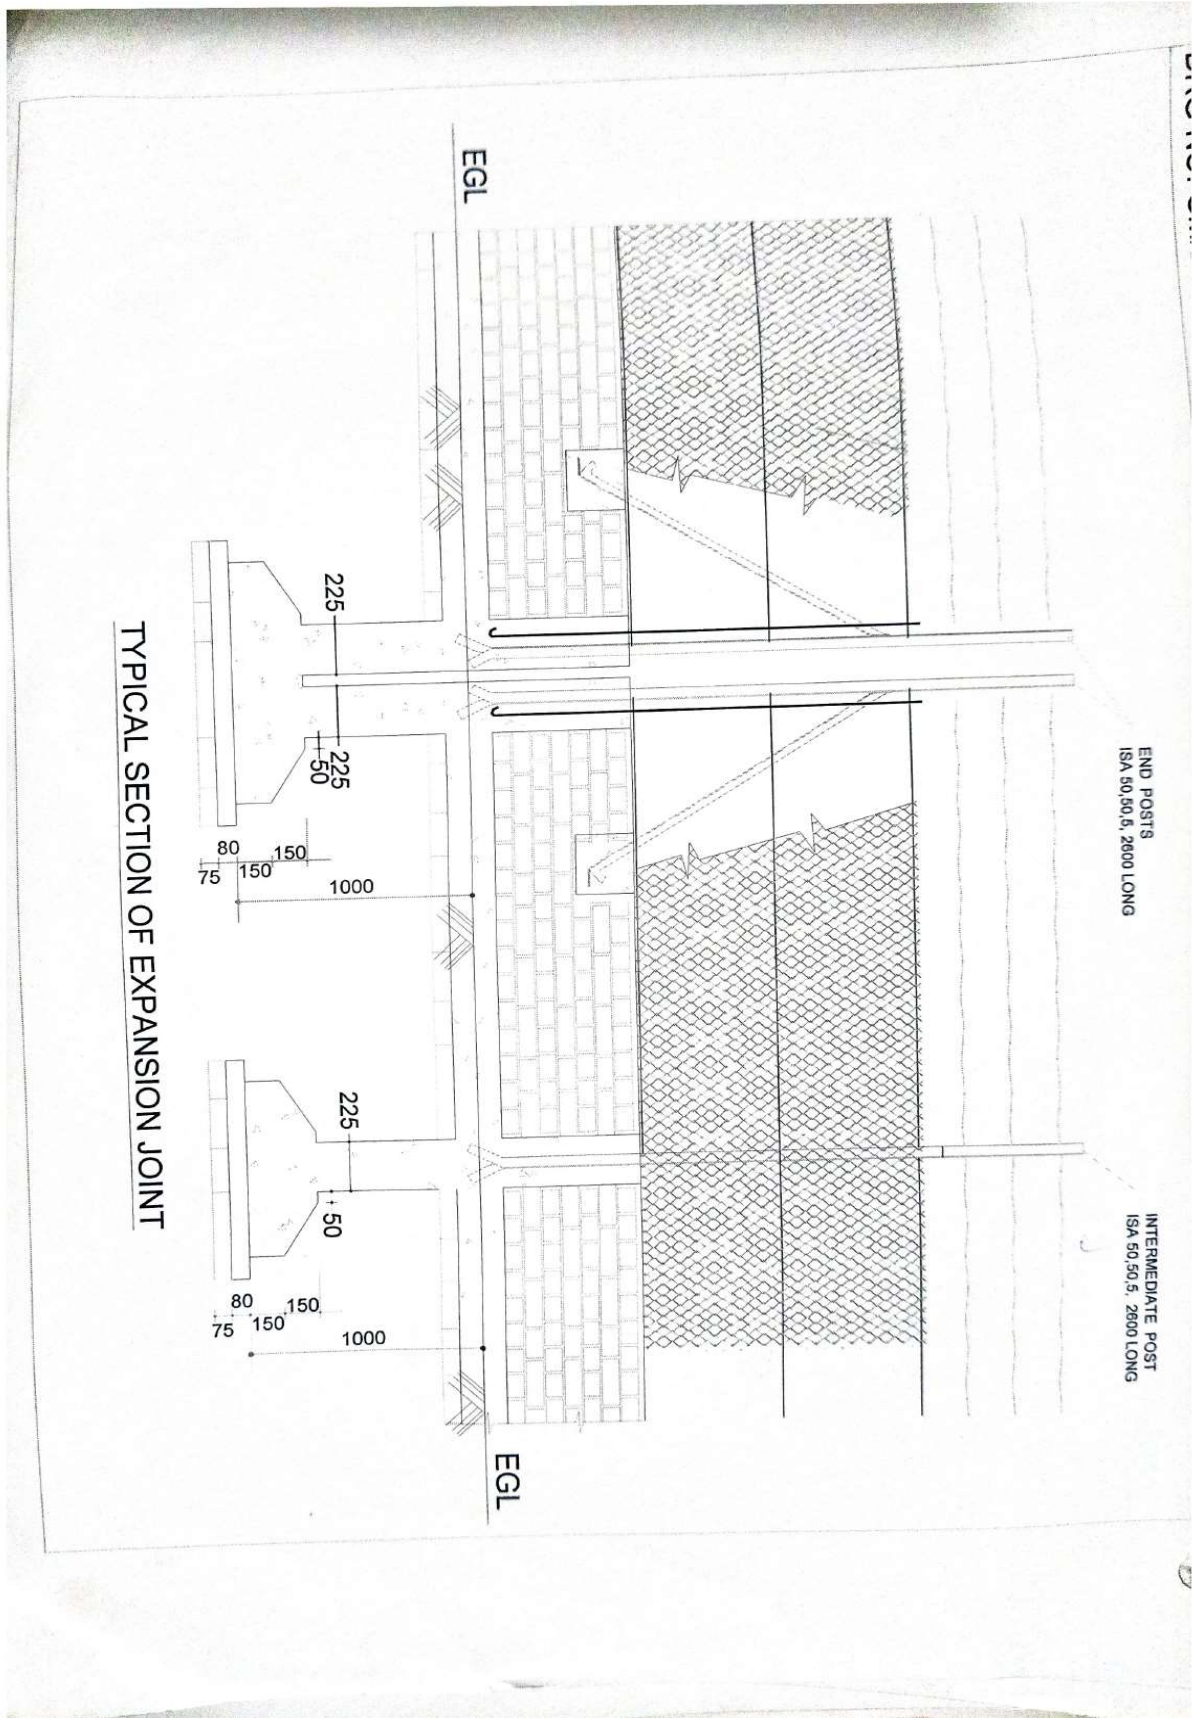 END POSTS
ISA 50,50,5, 2600 LONG
INTERMEDIATE POST
ISA 50,50,5, 2600 LONG
EGL
EGL
225
225
50
150
150
80
75
1000
225
50
150
150
80
75
1000
TYPICAL SECTION OF EXPANSION JOINT